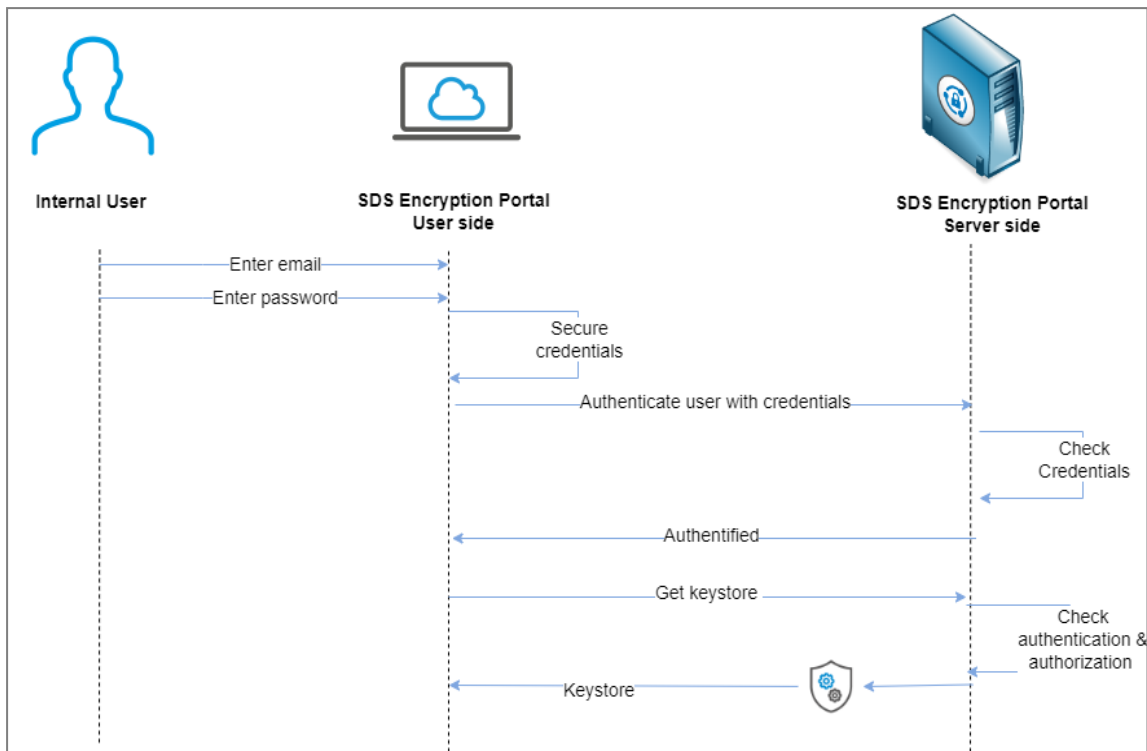 Internal User
SDS Encryption Portal
User side
SDS Encryption Portal
Server side
Enter email
Enter password
Secure
credentials
Authenticate user with credentials
Check
Credentials
Authentified
Get keystore
Check
authentication &
authorization
Keystore